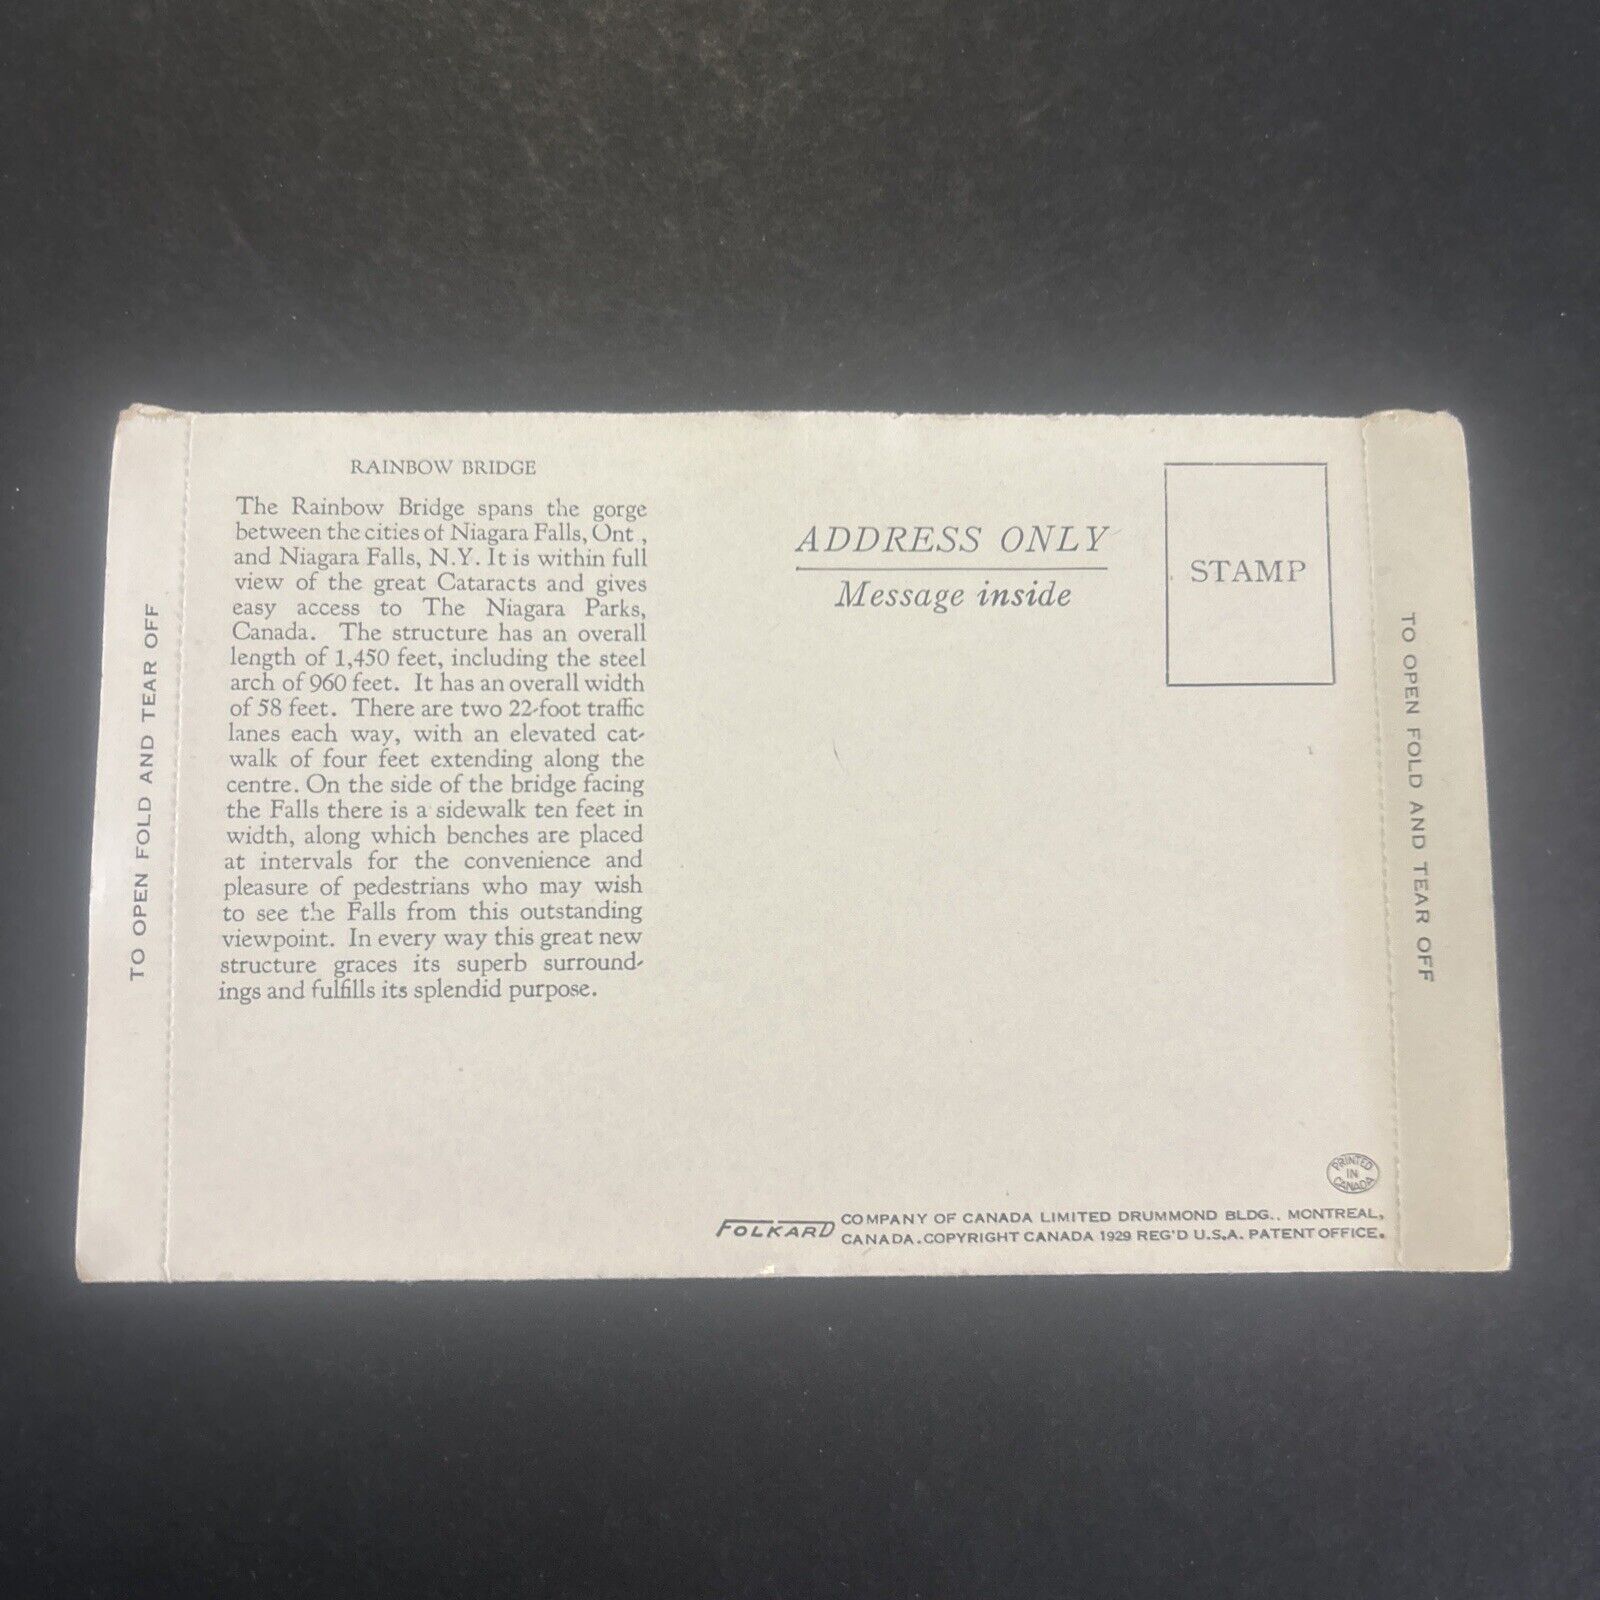 TO OPEN FOLD AND TEAR OFF
RAINBOW BRIDGE
The Rainbow Bridge spans the gorge
between the cities of Niagara Falls, Ont.,
and Niagara Falls, N.Y. It is within full
view of the great Cataracts and gives
easy access to The Niagara Parks,
Canada. The structure has an overall
length of 1,450 feet, including the steel
arch of 960 feet. It has an overall width
of 58 feet. There are two 22-foot traffic
lanes each way, with an elevated cat-
walk of four feet extending along the
centre. On the side of the bridge facing
the Falls there is a sidewalk ten feet in
width, along which benches are placed
at intervals for the convenience and
pleasure of pedestrians who may wish
to see the Falls from this outstanding
viewpoint. In every way this great new
structure graces its superb surround-
ings and fulfills its splendid purpose.
ADDRESS ONLY
Message inside
STAMP
TO OPEN FOLD AND TEAR OFF
PRINTED
IN
CANADA
FOLKARD COMPANY OF CANADA LIMITED DRUMMOND BLDG., MONTREAL,
CANADA. COPYRIGHT CANADA 1929 REG'D U.S.A. PATENT OFFICE.